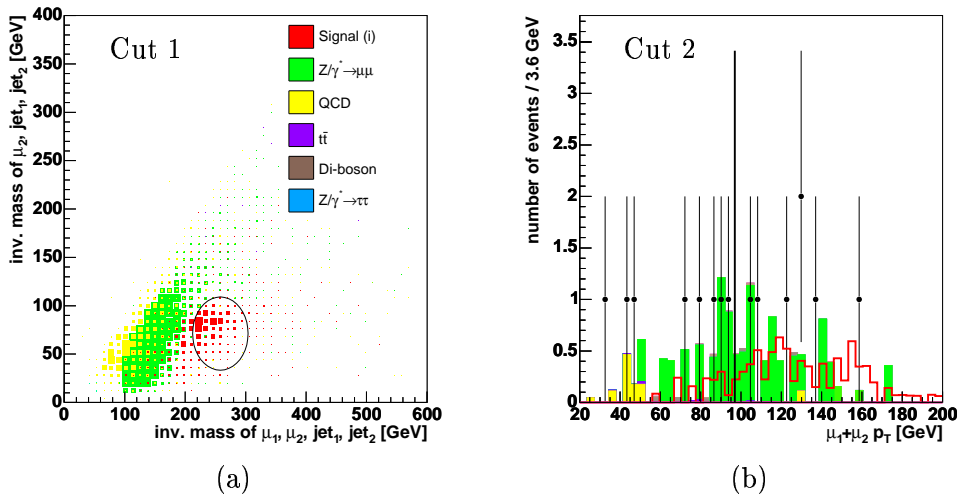 Cut 1
inv. mass of μ₂, jet₁, jet₂ [GeV]
400
350
300
250
200
150
100
50
0
Signal (i)
Z/γ*→μμ
QCD
tt̄
Di-boson
Z/γ*→ττ
0 100 200 300 400 500 600
inv. mass of μ₁, μ₂, jet₁, jet₂ [GeV]
(a)
Cut 2
number of events / 3.6 GeV
3.5
3
2.5
2
1.5
1
0.5
0
20 40 60 80 100 120 140 160 180 200
μ₁+μ₂ p_T [GeV]
(b)